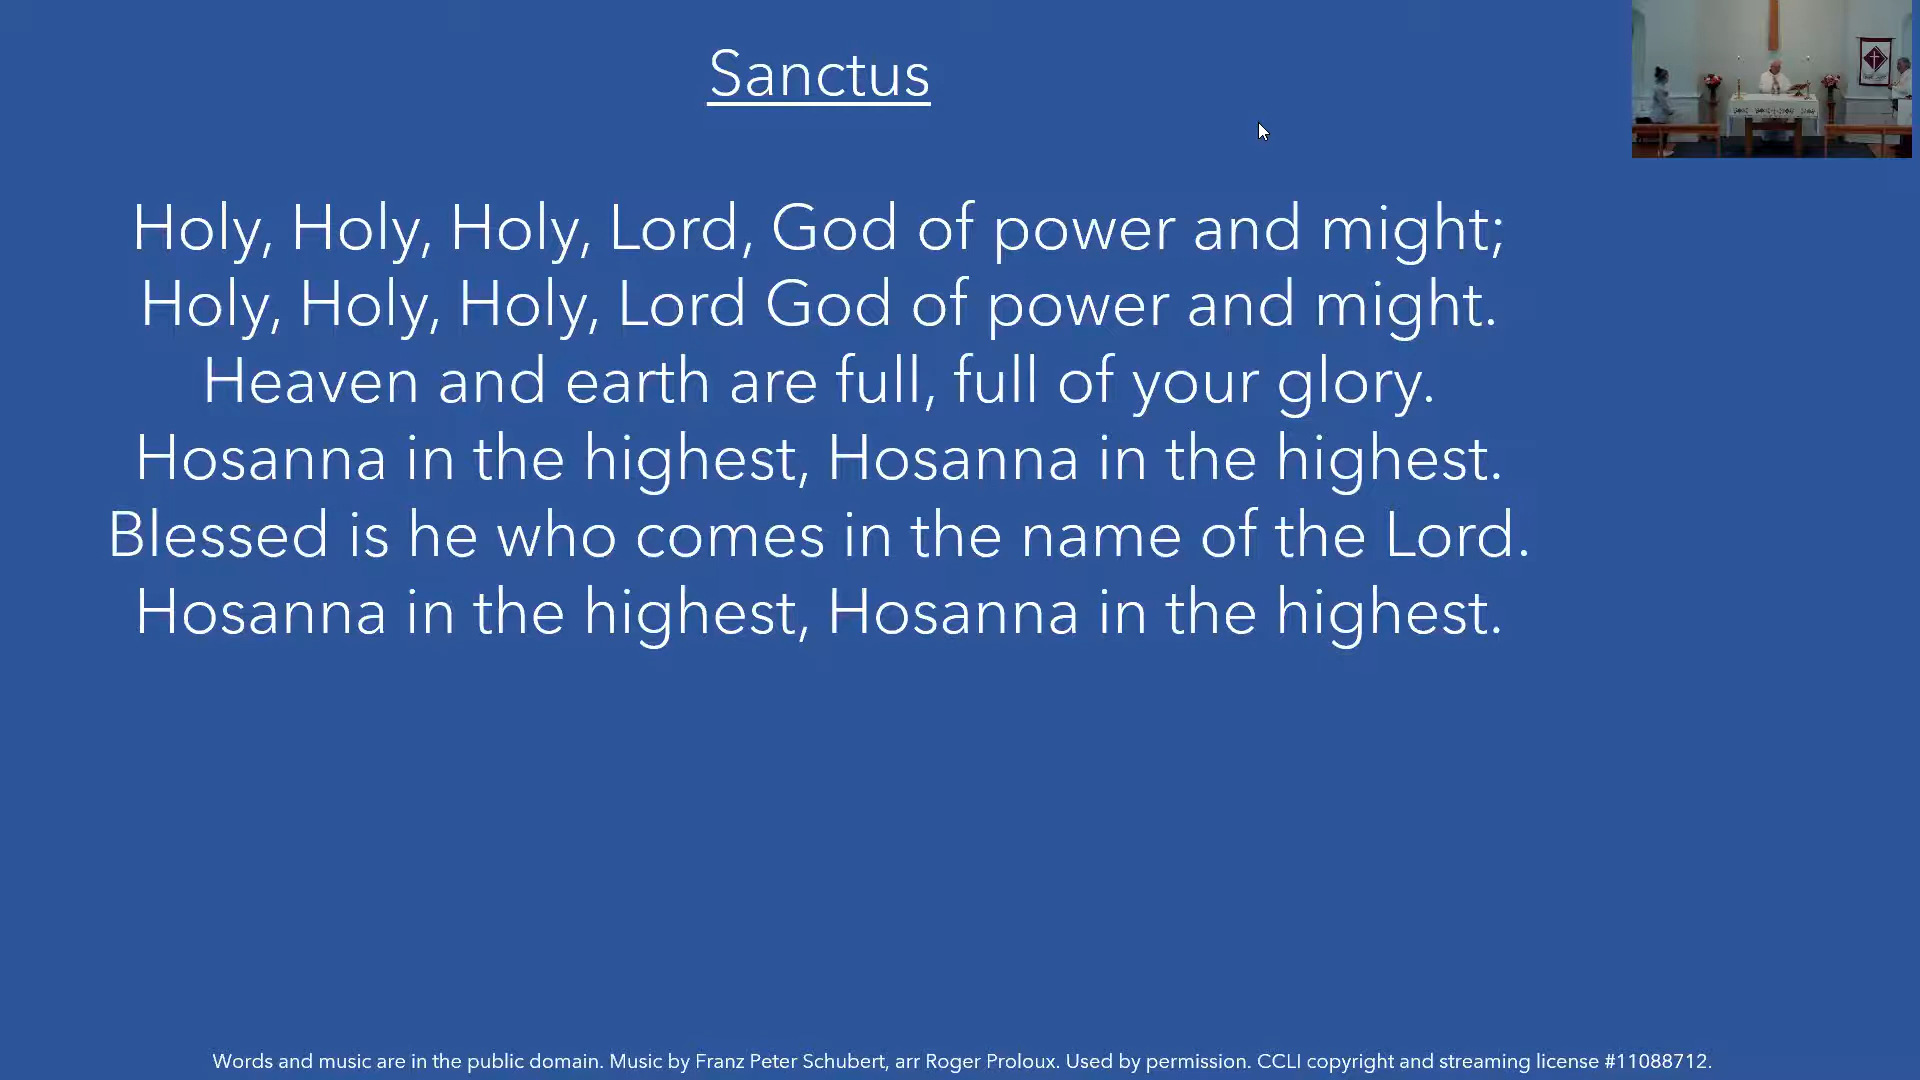 Sanctus
Holy, Holy, Holy, Lord, God of power and might;
Holy, Holy, Holy, Lord God of power and might.
Heaven and earth are full, full of your glory.
Hosanna in the highest, Hosanna in the highest.
Blessed is he who comes in the name of the Lord.
Hosanna in the highest, Hosanna in the highest.
Words and music are in the public domain. Music by Franz Peter Schubert, arr Roger Proloux. Used by permission. CCLI copyright and streaming license #11088712.